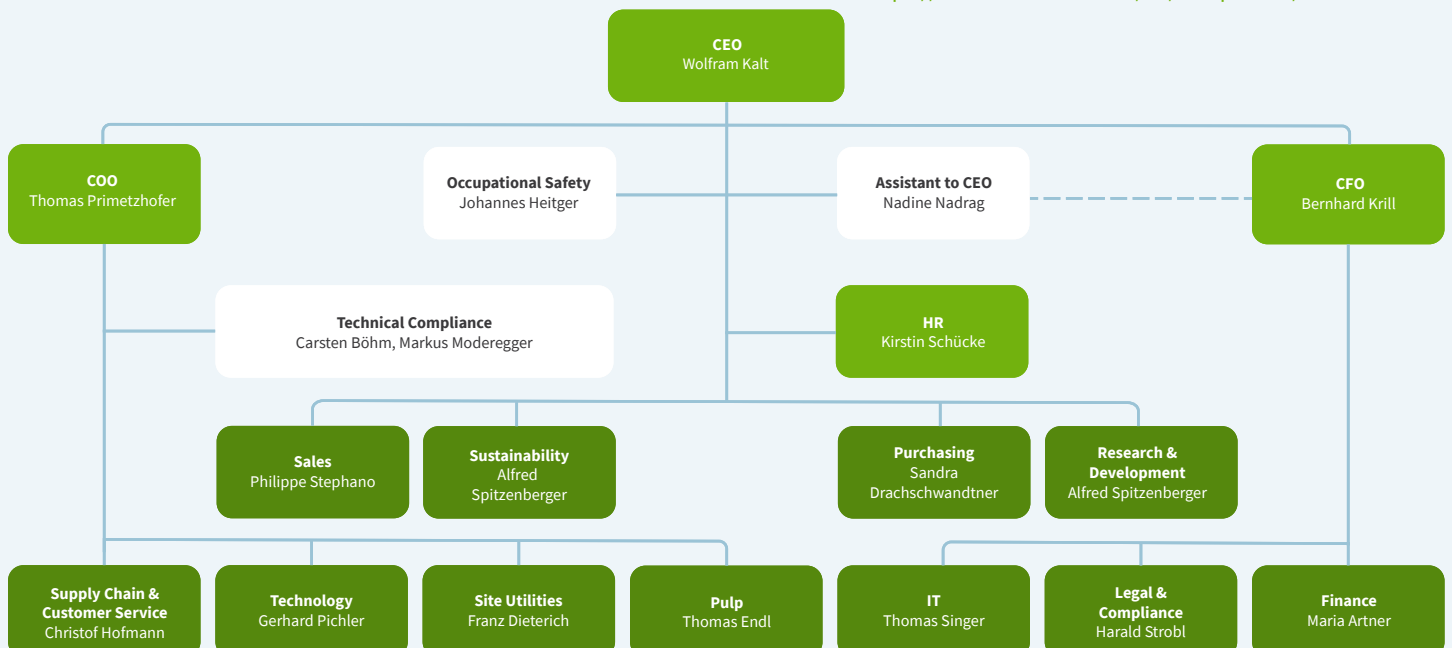 CEO
Wolfram Kalt
COO
Thomas Primetzhofer
Occupational Safety
Johannes Heitger
Assistant to CEO
Nadine Nadrag
CFO
Bernhard Krill
Technical Compliance
Carsten Böhm, Markus Moderegger
HR
Kirstin Schücke
Sales
Philippe Stephano
Sustainability
Alfred
Spitzenberger
Purchasing
Sandra
Drachschwandtner
Research &
Development
Alfred Spitzenberger
Supply Chain &
Customer Service
Christof Hofmann
Technology
Gerhard Pichler
Site Utilities
Franz Dieterich
Pulp
Thomas Endl
IT
Thomas Singer
Legal &
Compliance
Harald Strobl
Finance
Maria Artner